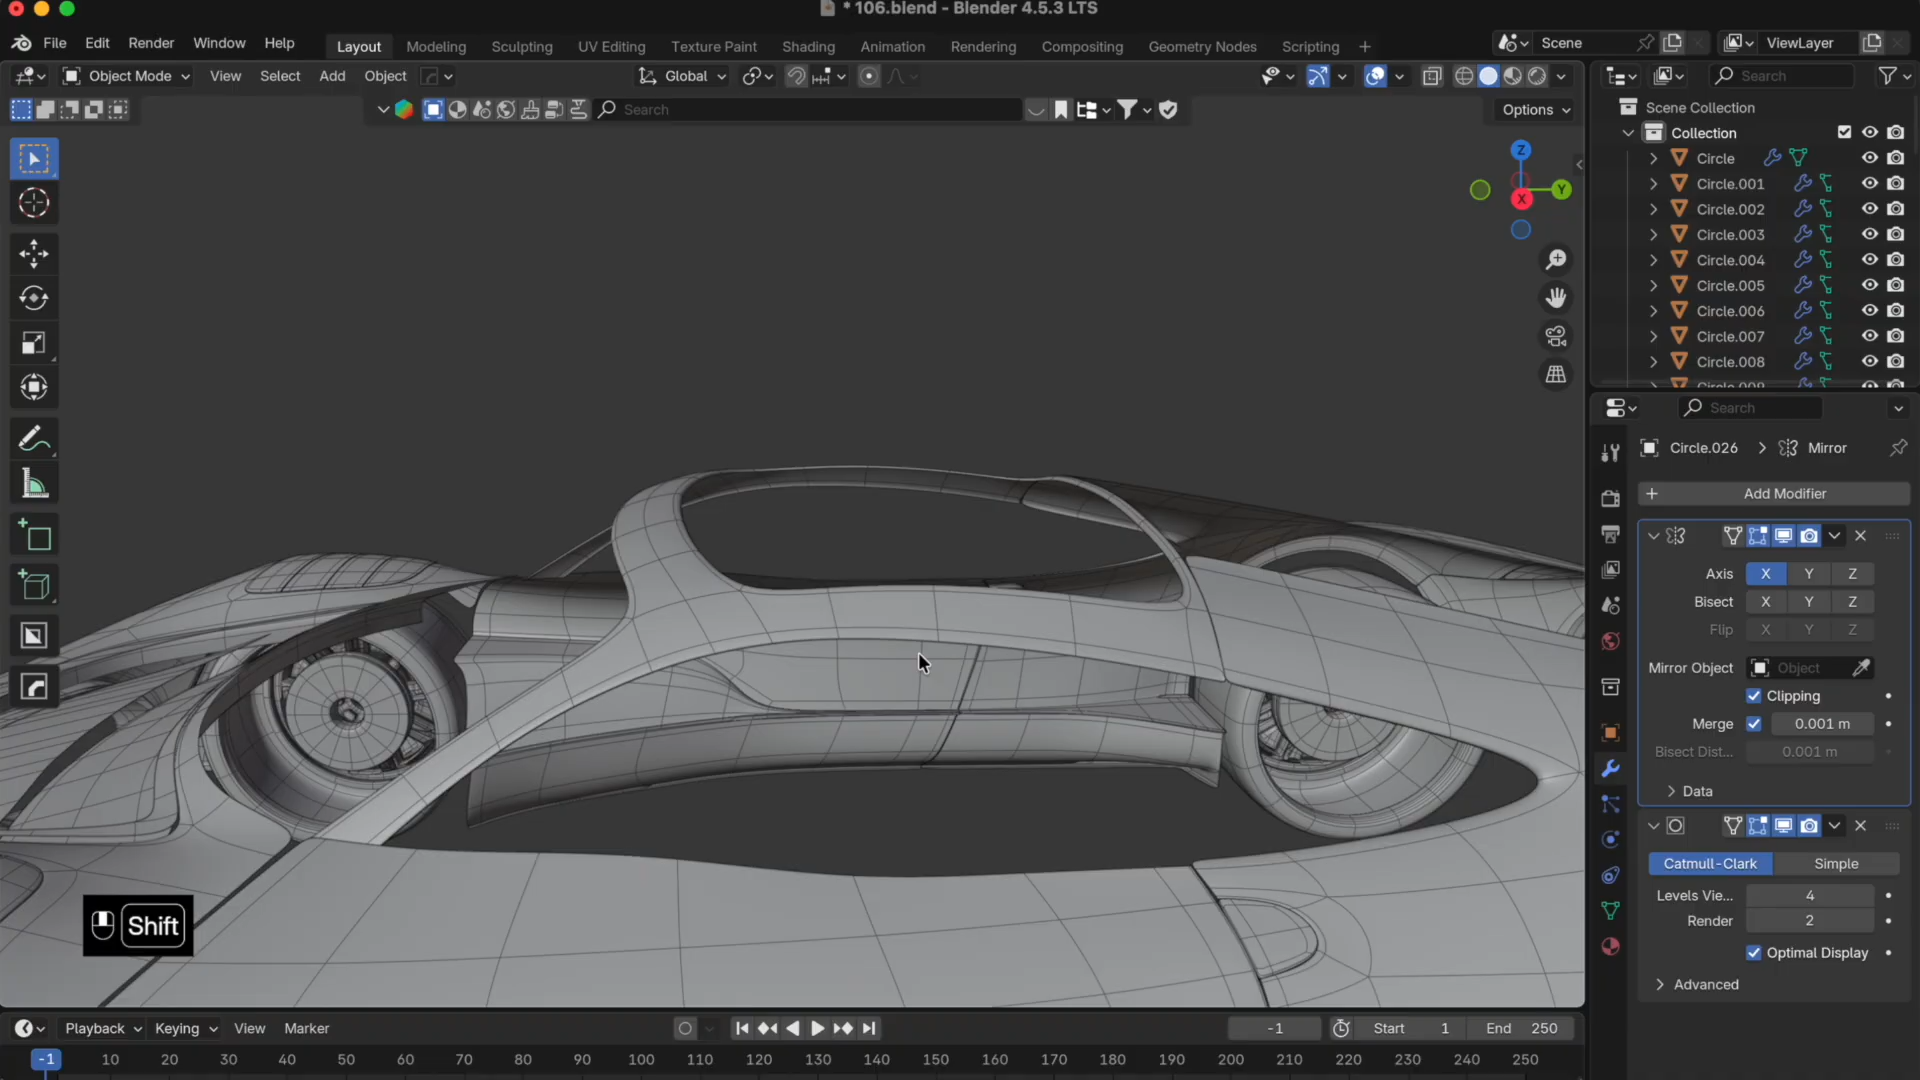 * 106.blend - Blender 4.5.3 LTS
File Edit Render Window Help
Layout Modeling Sculpting UV Editing Texture Paint Shading Animation Rendering Compositing Geometry Nodes Scripting +
Scene
ViewLayer
Object Mode View Select Add Object
Global
Search
Search
Options
Scene Collection
Collection
Circle
Circle.001
Circle.002
Circle.003
Circle.004
Circle.005
Circle.006
Circle.007
Circle.008
Circle.009
Z
Y
X
Search
Circle.026 > Mirror
+ Add Modifier
Axis X Y Z
Bisect X Y Z
Flip X Y Z
Mirror Object Object
Clipping
Merge 0.001 m
Bisect Dist... 0.001 m
Data
Catmull-Clark Simple
Levels Vie... 4
Render 2
Optimal Display
Advanced
Shift
Playback Keying View Marker
-1
Start 1
End 250
-1 10 20 30 40 50 60 70 80 90 100 110 120 130 140 150 160 170 180 190 200 210 220 230 240 250